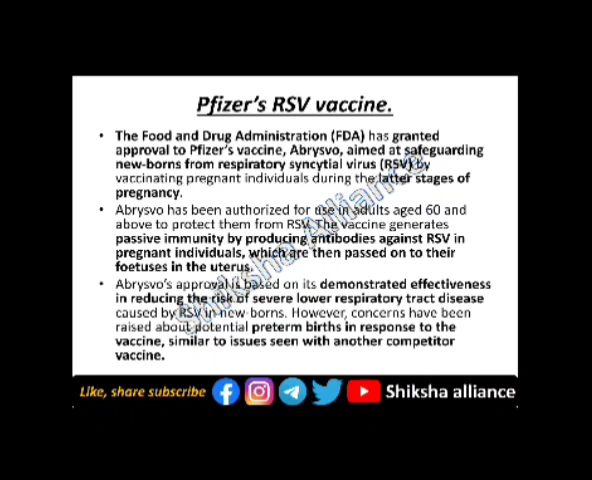 Pfizer's RSV vaccine.
• The Food and Drug Administration (FDA) has granted
approval to Pfizer's vaccine, Abrysvo, aimed at safeguarding
new-borns from respiratory syncytial virus (RSV) by
vaccinating pregnant individuals during the latter stages of
pregnancy.
• Abrysvo has been authorized for use in adults aged 60 and
above to protect them from RSV. The vaccine generates
passive immunity by producing antibodies against RSV in
pregnant individuals, which are then passed on to their
foetuses in the uterus.
• Abrysvo's approval is based on its demonstrated effectiveness
in reducing the risk of severe lower respiratory tract disease
caused by RSV in new-borns. However, concerns have been
raised about potential preterm births in response to the
vaccine, similar to issues seen with another competitor
vaccine.
Shiksha Alliance
Like, share subscribe Shiksha alliance